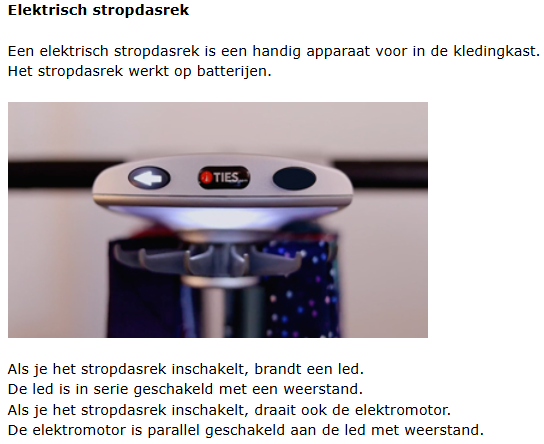 Elektrisch stropdasrek
Een elektrisch stropdasrek is een handig apparaat voor in de kledingkast.
Het stropdasrek werkt op batterijen.
TIES
Als je het stropdasrek inschakelt, brandt een led.
De led is in serie geschakeld met een weerstand.
Als je het stropdasrek inschakelt, draait ook de elektromotor.
De elektromotor is parallel geschakeld aan de led met weerstand.